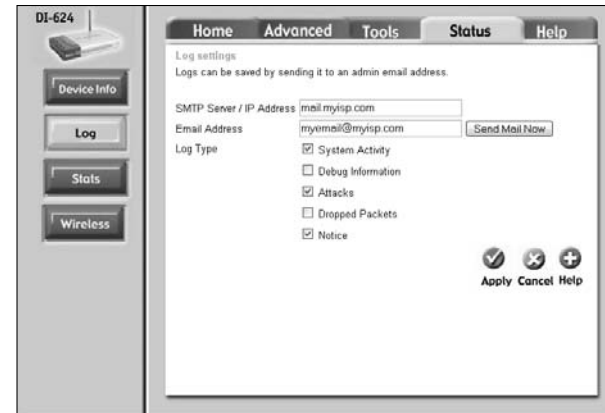 DI-624
Home Advanced Tools Status Help
Log settings
Logs can be saved by sending it to an admin email address.
Device Info
Log
Stats
Wireless
SMTP Server / IP Address mail.myisp.com
Email Address myemail@myisp.com Send Mail Now
Log Type System Activity
Debug Information
Attacks
Dropped Packets
Notice
Apply Cancel Help